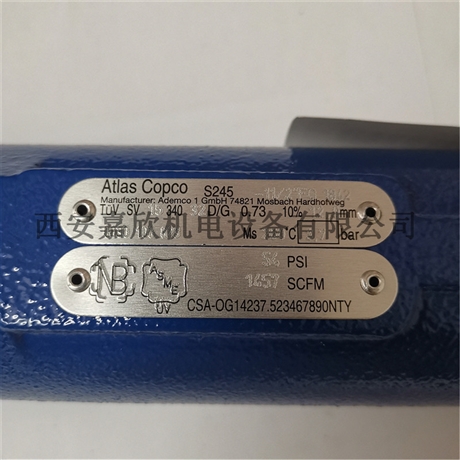 Atlas Copco S245
Manufacturer: Ademco 1 GmbH 74821 Mosbach Hardhofweg
TÜV SV 340 D/G 0.73 10% mm
西安嘉欣机电设备有限公司
Ms °C bar
54 PSI
NB ASME 1457 SCFM
UV CSA-OG14237.523467890NTY